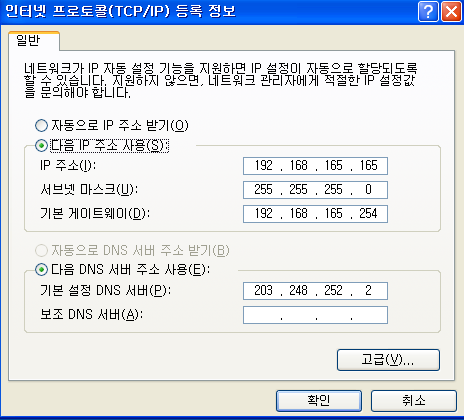 인터넷 프로토콜(TCP/IP) 등록 정보
일반
네트워크가 IP 자동 설정 기능을 지원하면 IP 설정이 자동으로 할당되도록
할 수 있습니다. 지원하지 않으면, 네트워크 관리자에게 적절한 IP 설정값
을 문의해야 합니다.
자동으로 IP 주소 받기(O)
다음 IP 주소 사용(S):
IP 주소(I): 192 . 168 . 165 . 165
서브넷 마스크(U): 255 . 255 . 255 . 0
기본 게이트웨이(D): 192 . 168 . 165 . 254
자동으로 DNS 서버 주소 받기(B)
다음 DNS 서버 주소 사용(E):
기본 설정 DNS 서버(P): 203 . 248 . 252 . 2
보조 DNS 서버(A): . . .
고급(V)...
확인 취소